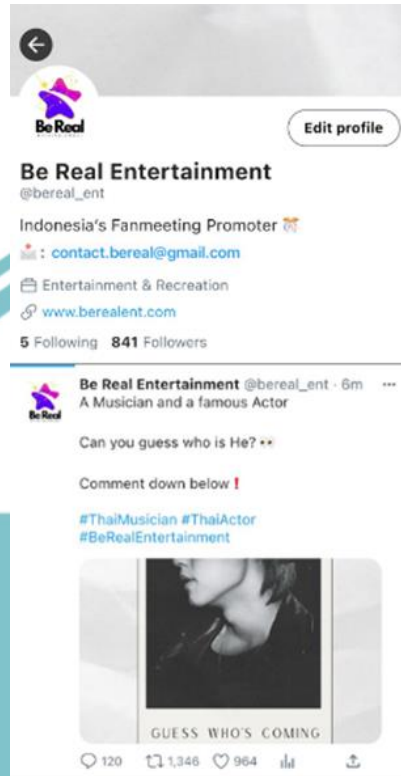 Be Real
Edit profile
Be Real Entertainment
@bereal_ent
Indonesia's Fanmeeting Promoter 🎊
📩 : contact.bereal@gmail.com
Entertainment & Recreation
www.berealent.com
5 Following 841 Followers
Be Real Entertainment @bereal_ent · 6m ···
Be Real
A Musician and a famous Actor
Can you guess who is He? 👀
Comment down below ❗
#ThaiMusician #ThaiActor
#BeRealEntertainment
GUESS WHO'S COMING
120 1,346 964